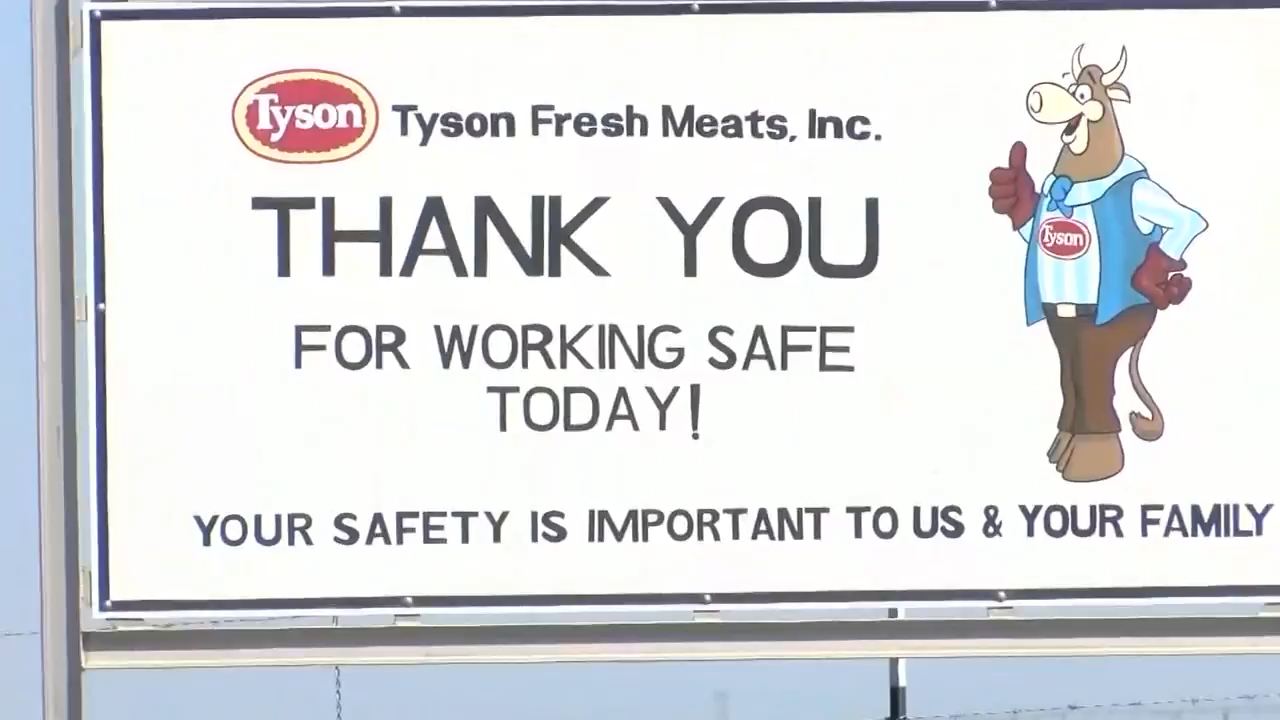 Tyson Tyson Fresh Meats, Inc.
THANK YOU
Tyson
FOR WORKING SAFE
TODAY!
YOUR SAFETY IS IMPORTANT TO US & YOUR FAMILY